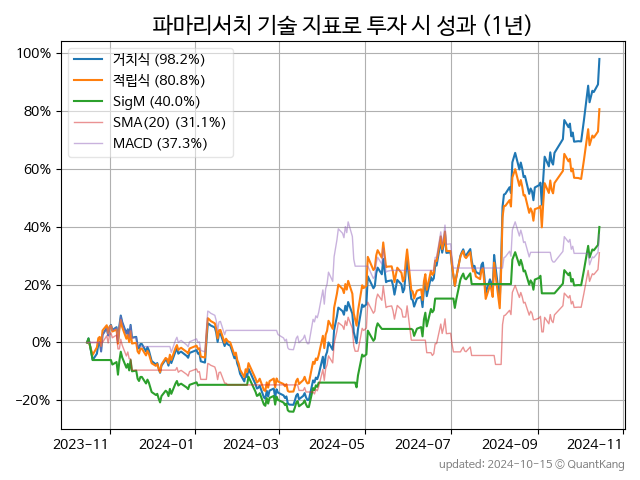 파마리서치 기술 지표로 투자 시 성과 (1년)
100%
80%
60%
40%
20%
0%
−20%
거치식 (98.2%)
적립식 (80.8%)
SigM (40.0%)
SMA(20) (31.1%)
MACD (37.3%)
2023-11 2024-01 2024-03 2024-05 2024-07 2024-09 2024-11
updated: 2024-10-15 © QuantKang